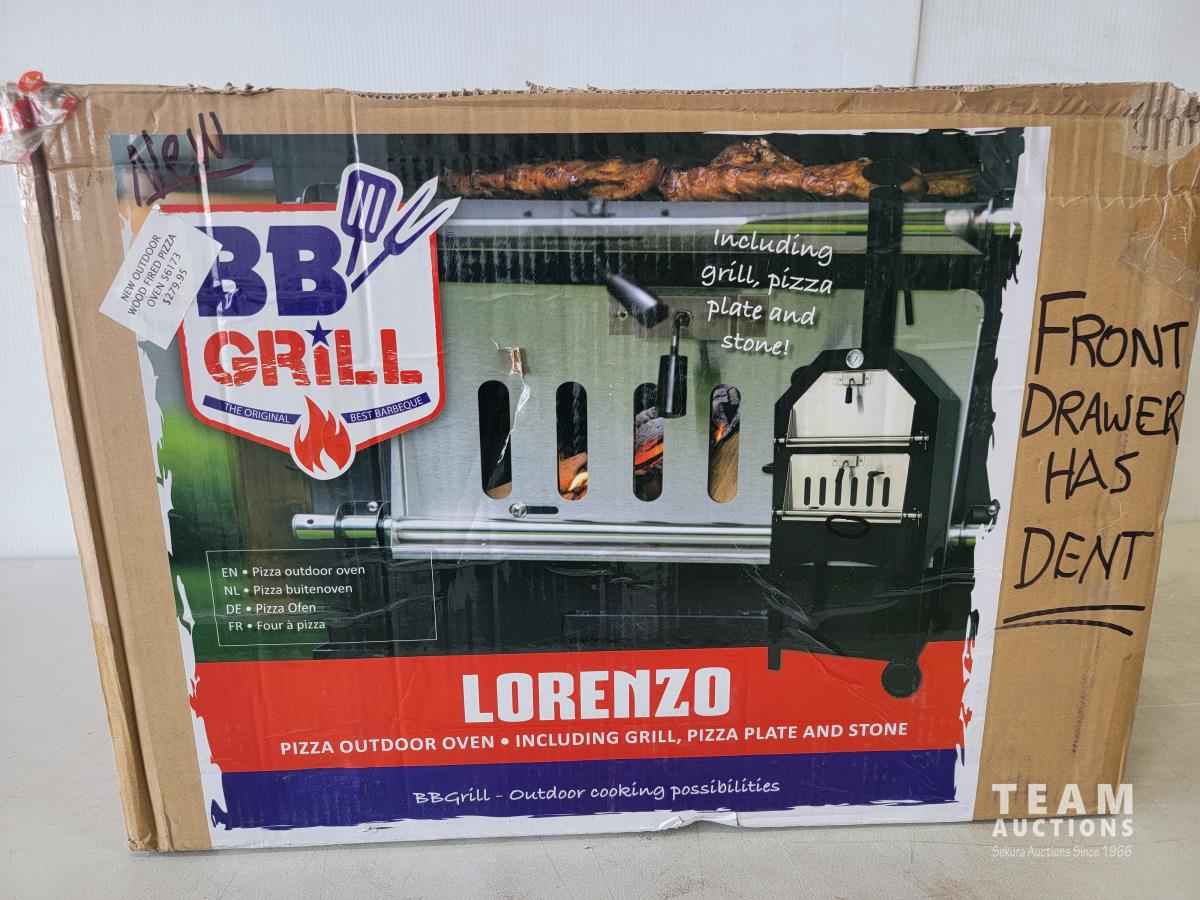 New
NEW OUTDOOR
WOOD FIRED PIZZA
OVEN 56173
$279.95
BB
GRILL
THE ORIGINAL BEST BARBEQUE
Including
grill, pizza
plate and
stone!
FRONT
DRAWER
HAS
DENT
EN • Pizza outdoor oven
NL • Pizza buitenoven
DE • Pizza Ofen
FR • Four à pizza
LORENZO
PIZZA OUTDOOR OVEN • INCLUDING GRILL, PIZZA PLATE AND STONE
BBGrill - Outdoor cooking possibilities
TEAM
AUCTIONS
Sekura Auctions Since 1966